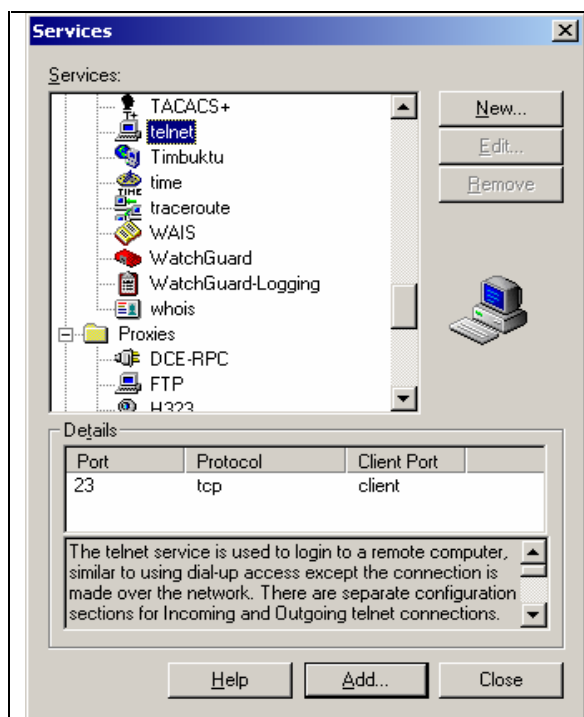 Services
Services:
TACACS+
telnet
Timbuktu
time
traceroute
WAIS
WatchGuard
WatchGuard-Logging
whois
Proxies
DCE-RPC
FTP
H323
New...
Edit...
Remove
Details
Port Protocol Client Port
23 tcp client
The telnet service is used to login to a remote computer,
similar to using dial-up access except the connection is
made over the network. There are separate configuration
sections for Incoming and Outgoing telnet connections.
Help Add... Close